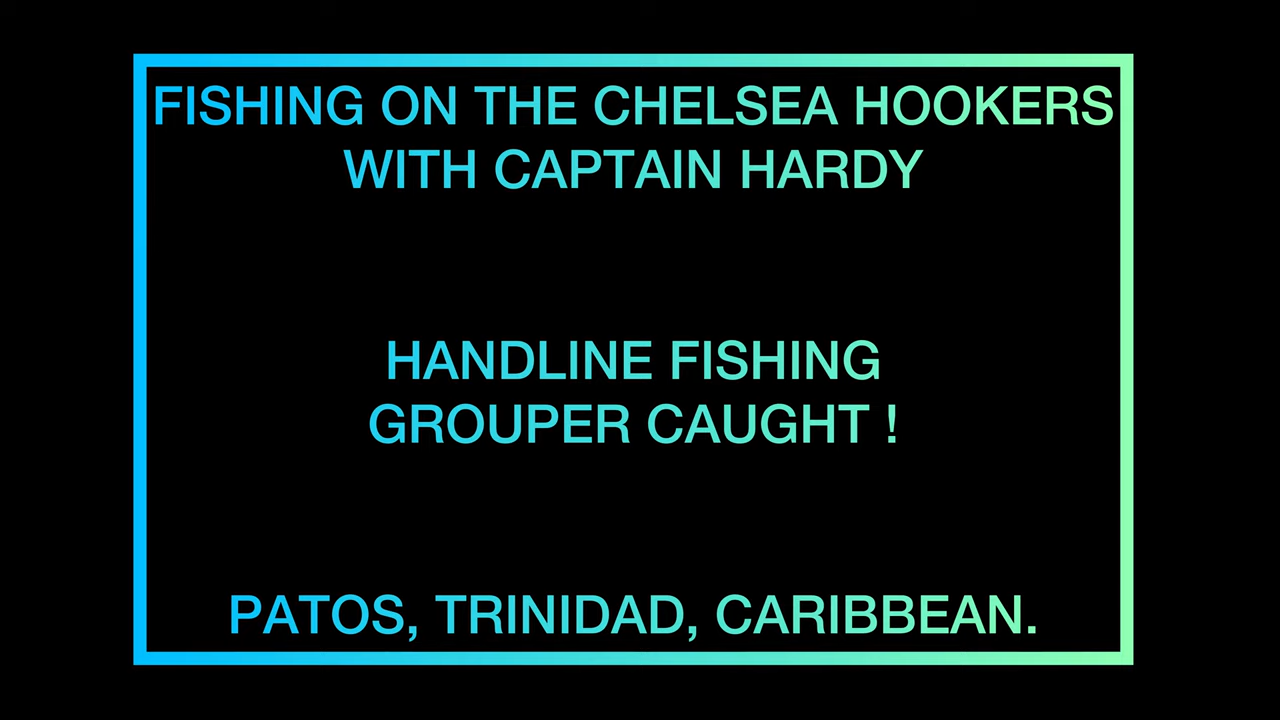 FISHING ON THE CHELSEA HOOKERS
WITH CAPTAIN HARDY
HANDLINE FISHING
GROUPER CAUGHT !
PATOS, TRINIDAD, CARIBBEAN.